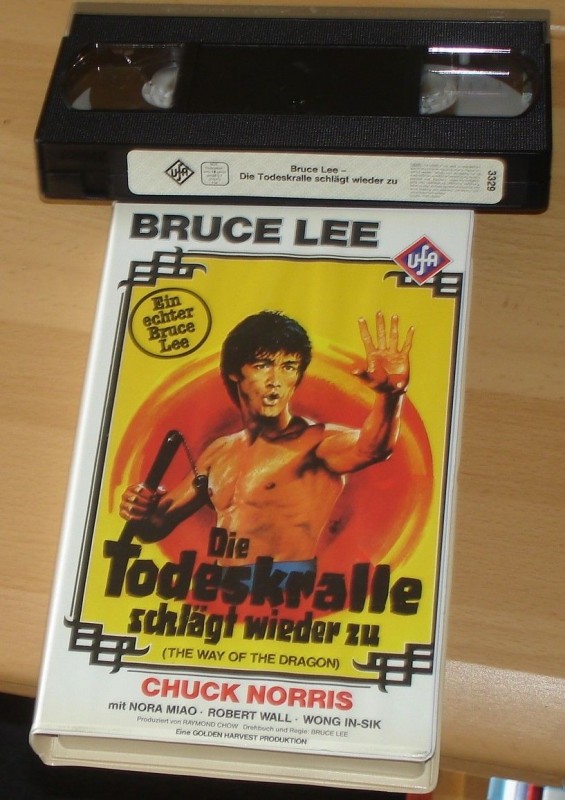 UFA
Bruce Lee –
Die Todeskralle schlägt wieder zu
3329
BRUCE LEE
UFA
Ein
echter
Bruce
Lee
Die
Todeskralle
schlägt wieder zu
(THE WAY OF THE DRAGON)
CHUCK NORRIS
mit NORA MIAO · ROBERT WALL · WONG IN-SIK
Produziert von RAYMOND CHOW · Drehbuch und Regie: BRUCE LEE
Eine GOLDEN HARVEST PRODUKTION